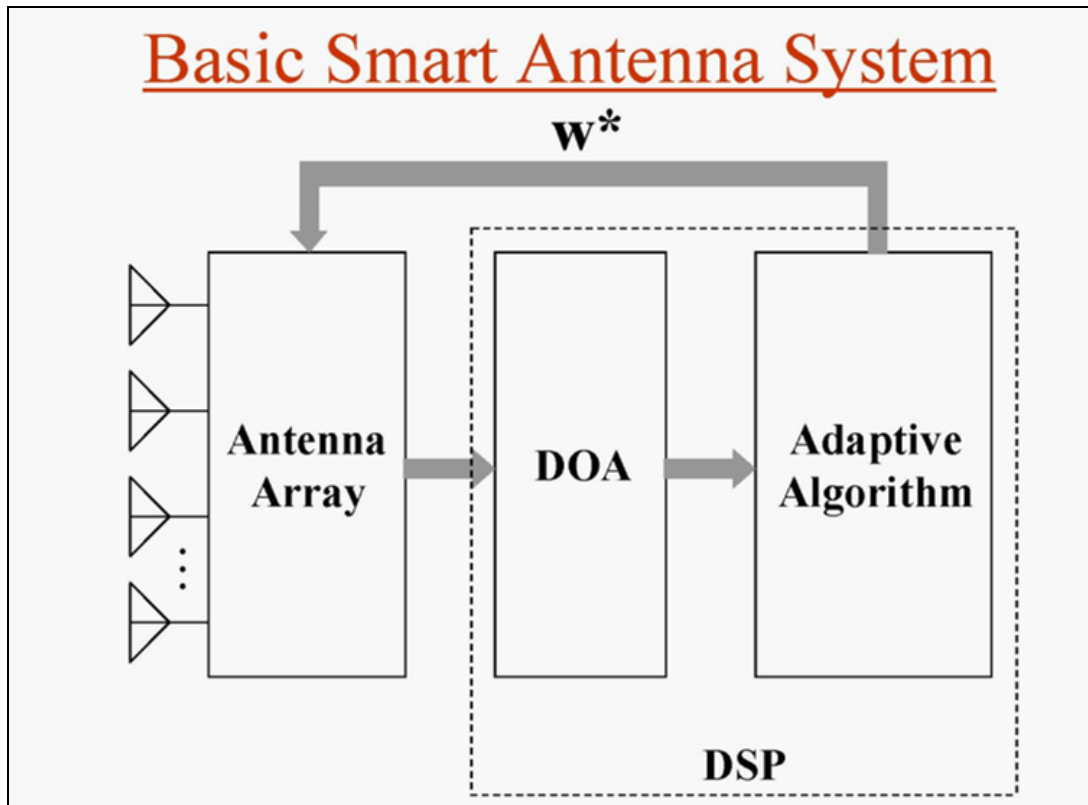 Basic Smart Antenna System
w*
Antenna
Array
DOA
Adaptive
Algorithm
DSP